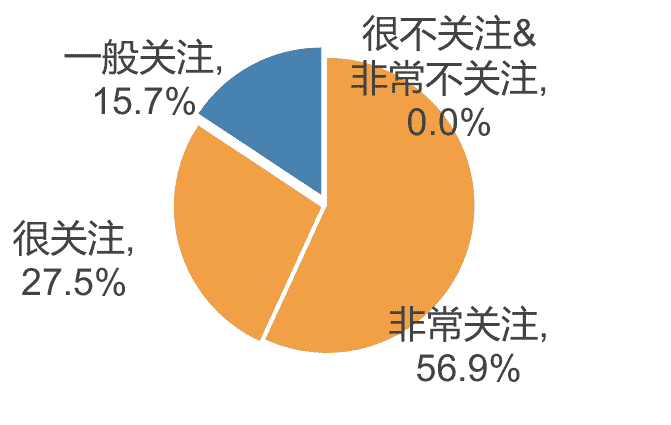 很不关注&
非常不关注,
0.0%
一般关注,
15.7%
很关注,
27.5%
非常关注,
56.9%